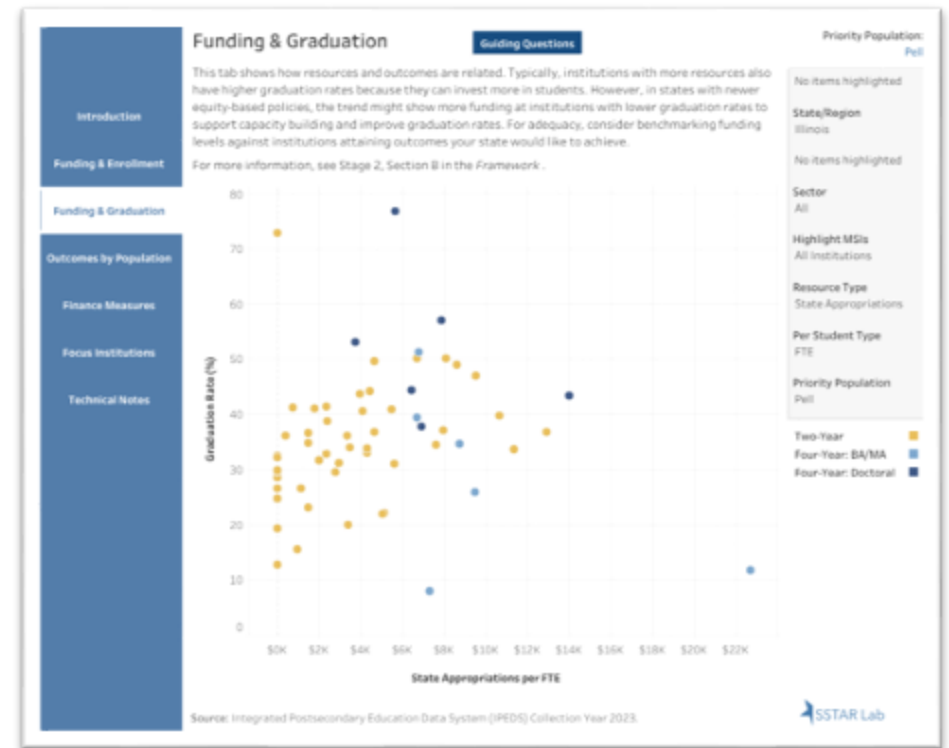 Funding & Graduation
Guiding Questions
Priority Population:
Pell
This tab shows how resources and outcomes are related. Typically, institutions with more resources also
have higher graduation rates because they can invest more in students. However, in states with newer
equity-based policies, the trend might show more funding at institutions with lower graduation rates to
support capacity building and improve graduation rates. For adequacy, consider benchmarking funding
levels against institutions attaining outcomes your state would like to achieve.
For more information, see Stage 2, Section B in the Framework .
Introduction
Funding & Enrollment
Funding & Graduation
Outcomes by Population
Finance Measures
Focus Institutions
Technical Notes
80
70
60
50
40
30
20
10
0
Graduation Rate (%)
$0K $2K $4K $6K $8K $10K $12K $14K $16K $18K $20K $22K
State Appropriations per FTE
No items highlighted
State/Region
Illinois
No items highlighted
Sector
All
Highlight MSIs
All Institutions
Resource Type
State Appropriations
Per Student Type
FTE
Priority Population
Pell
Two-Year
Four-Year: BA/MA
Four-Year: Doctoral
Source: Integrated Postsecondary Education Data System (IPEDS) Collection Year 2023.
SSTAR Lab